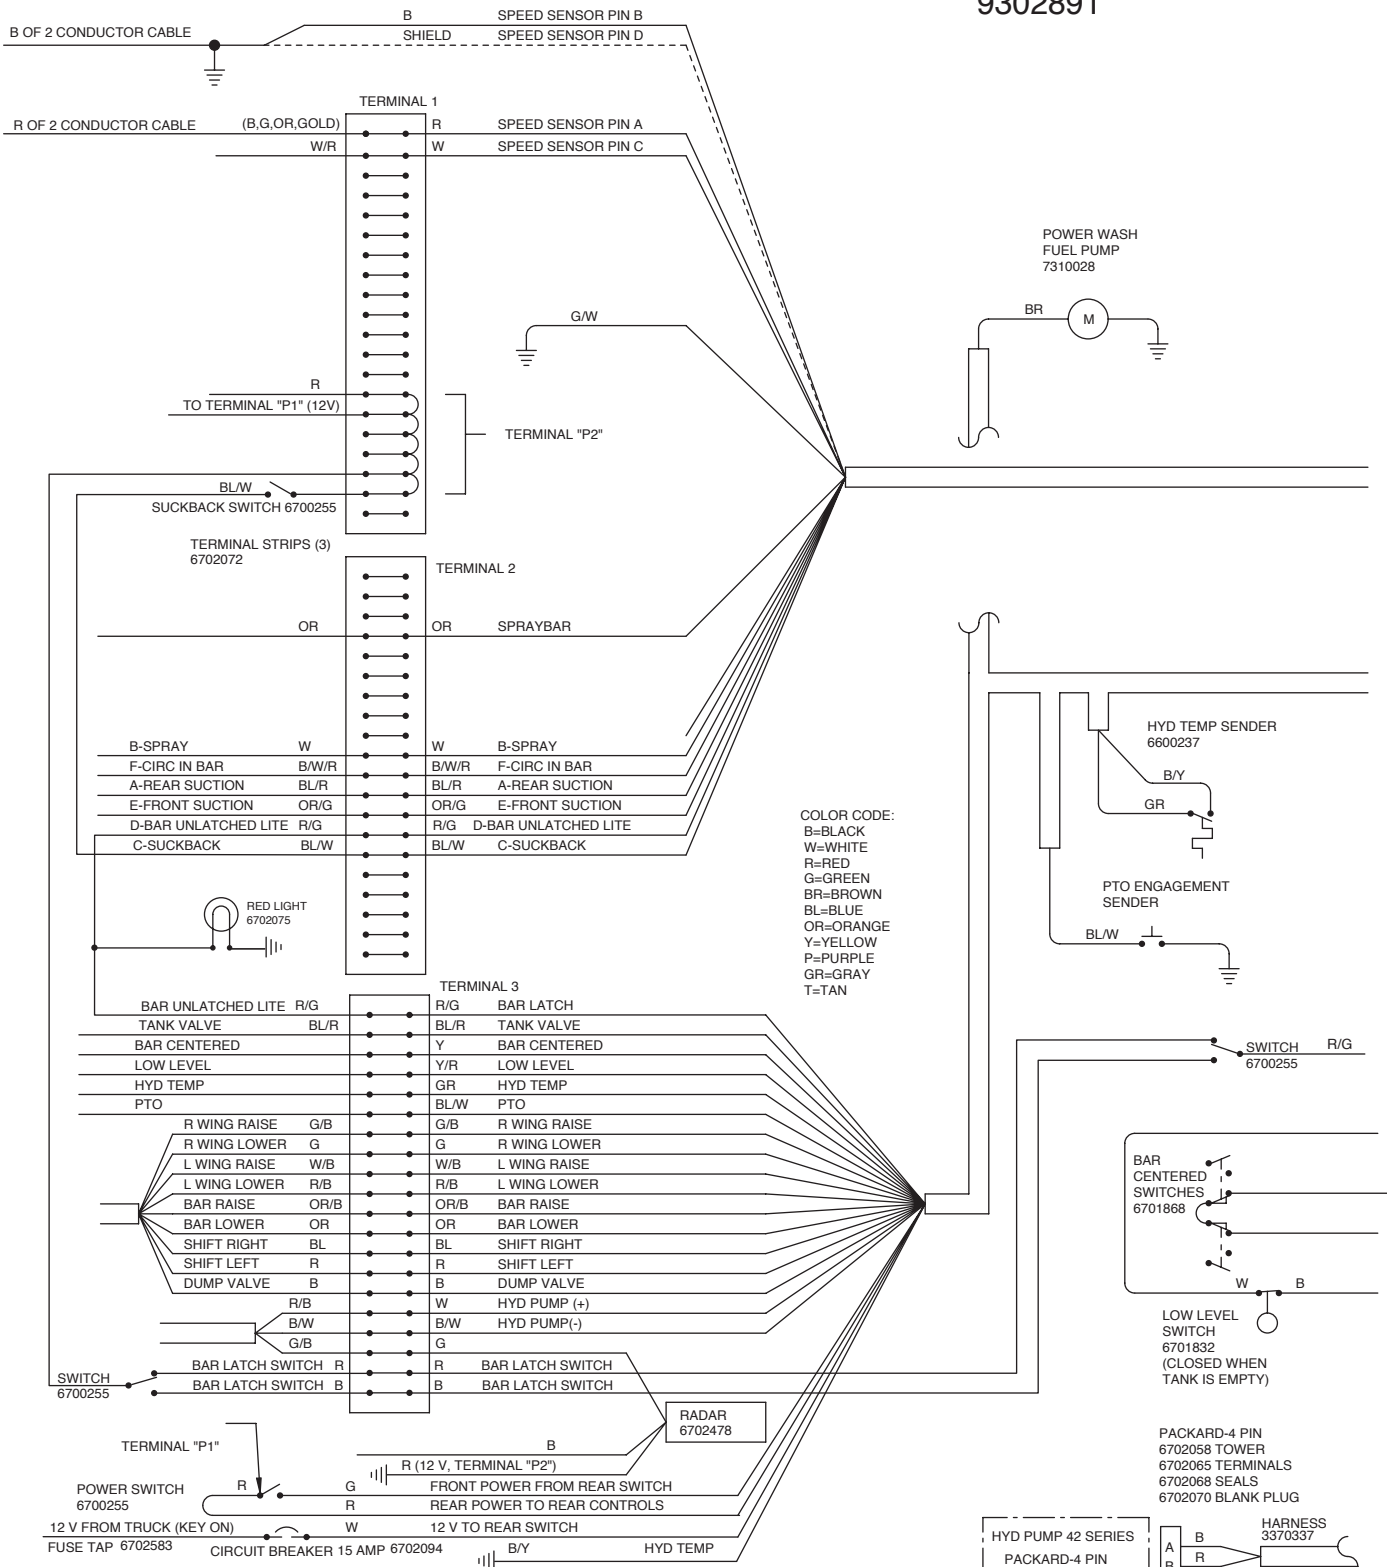 9302891
B SPEED SENSOR PIN B
B OF 2 CONDUCTOR CABLE
SHIELD SPEED SENSOR PIN D
TERMINAL 1
R OF 2 CONDUCTOR CABLE (B,G,OR,GOLD) R SPEED SENSOR PIN A
W/R W SPEED SENSOR PIN C
POWER WASH
FUEL PUMP
7310028
BR
M
G/W
R
TO TERMINAL "P1" (12V)
TERMINAL "P2"
BL/W
SUCKBACK SWITCH 6700255
TERMINAL STRIPS (3)
6702072
TERMINAL 2
OR OR SPRAYBAR
B-SPRAY W W B-SPRAY
F-CIRC IN BAR B/W/R B/W/R F-CIRC IN BAR
A-REAR SUCTION BL/R BL/R A-REAR SUCTION
E-FRONT SUCTION OR/G OR/G E-FRONT SUCTION
D-BAR UNLATCHED LITE R/G R/G D-BAR UNLATCHED LITE
C-SUCKBACK BL/W BL/W C-SUCKBACK
HYD TEMP SENDER
6600237
B/Y
GR
COLOR CODE:
B=BLACK
W=WHITE
R=RED
G=GREEN
BR=BROWN
BL=BLUE
OR=ORANGE
Y=YELLOW
P=PURPLE
GR=GRAY
T=TAN
PTO ENGAGEMENT
SENDER
BL/W
RED LIGHT
6702075
TERMINAL 3
BAR UNLATCHED LITE R/G R/G BAR LATCH
TANK VALVE BL/R BL/R TANK VALVE
BAR CENTERED Y BAR CENTERED
LOW LEVEL Y/R LOW LEVEL
HYD TEMP GR HYD TEMP
PTO BL/W PTO
R WING RAISE G/B G/B R WING RAISE
R WING LOWER G G R WING LOWER
L WING RAISE W/B W/B L WING RAISE
L WING LOWER R/B R/B L WING LOWER
BAR RAISE OR/B OR/B BAR RAISE
BAR LOWER OR OR BAR LOWER
SHIFT RIGHT BL BL SHIFT RIGHT
SHIFT LEFT R R SHIFT LEFT
DUMP VALVE B B DUMP VALVE
R/B W HYD PUMP (+)
B/W B/W HYD PUMP(-)
G/B G
BAR LATCH SWITCH R R BAR LATCH SWITCH
BAR LATCH SWITCH B B BAR LATCH SWITCH
SWITCH
6700255
SWITCH R/G
6700255
BAR
CENTERED
SWITCHES
6701868
W B
LOW LEVEL
SWITCH
6701832
(CLOSED WHEN
TANK IS EMPTY)
RADAR
6702478
TERMINAL "P1"
B
R (12 V, TERMINAL "P2")
POWER SWITCH
6700255
R G FRONT POWER FROM REAR SWITCH
R REAR POWER TO REAR CONTROLS
12 V FROM TRUCK (KEY ON) W 12 V TO REAR SWITCH
FUSE TAP 6702583 CIRCUIT BREAKER 15 AMP 6702094
B/Y HYD TEMP
PACKARD-4 PIN
6702058 TOWER
6702065 TERMINALS
6702068 SEALS
6702070 BLANK PLUG
HYD PUMP 42 SERIES
PACKARD-4 PIN
A B
B R
HARNESS
3370337